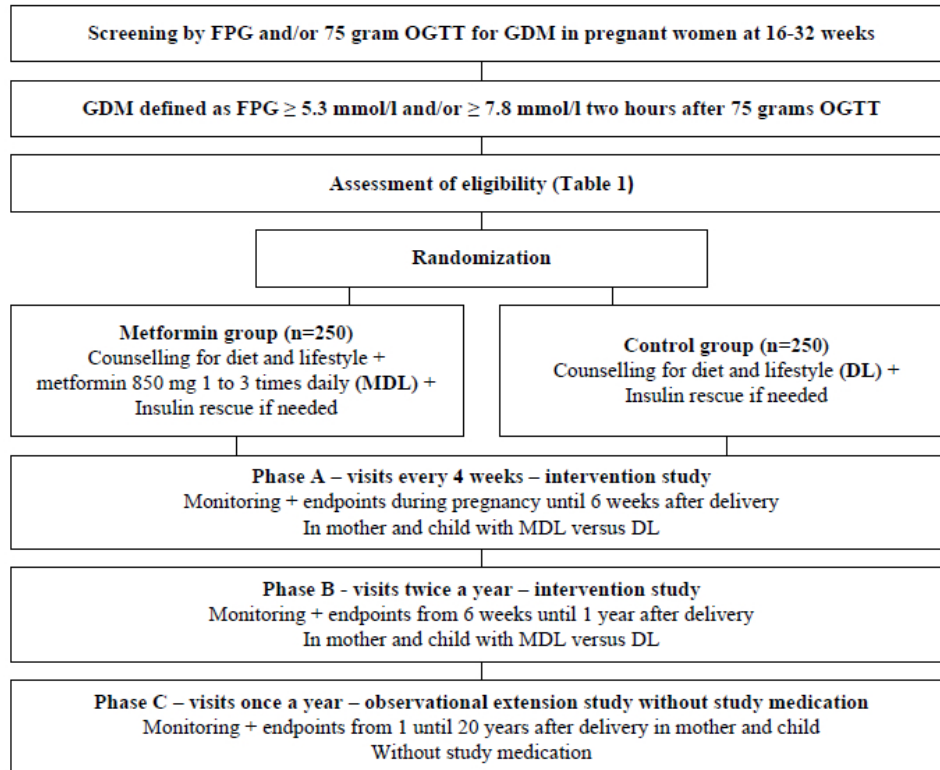 Screening by FPG and/or 75 gram OGTT for GDM in pregnant women at 16-32 weeks
GDM defined as FPG ≥ 5.3 mmol/l and/or ≥ 7.8 mmol/l two hours after 75 grams OGTT
Assessment of eligibility (Table 1)
Randomization
Metformin group (n=250)
Counselling for diet and lifestyle +
metformin 850 mg 1 to 3 times daily (MDL) +
Insulin rescue if needed
Control group (n=250)
Counselling for diet and lifestyle (DL) +
Insulin rescue if needed
Phase A – visits every 4 weeks – intervention study
Monitoring + endpoints during pregnancy until 6 weeks after delivery
In mother and child with MDL versus DL
Phase B - visits twice a year – intervention study
Monitoring + endpoints from 6 weeks until 1 year after delivery
In mother and child with MDL versus DL
Phase C – visits once a year – observational extension study without study medication
Monitoring + endpoints from 1 until 20 years after delivery in mother and child
Without study medication